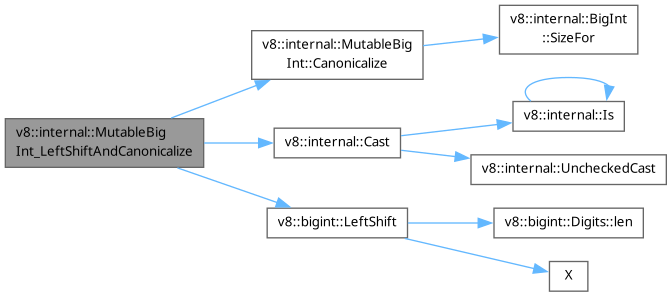 v8::internal::MutableBig
Int_LeftShiftAndCanonicalize
v8::internal::MutableBig
Int::Canonicalize
v8::internal::BigInt
::SizeFor
v8::internal::Cast
v8::internal::Is
v8::internal::UncheckedCast
v8::bigint::LeftShift
v8::bigint::Digits::len
X